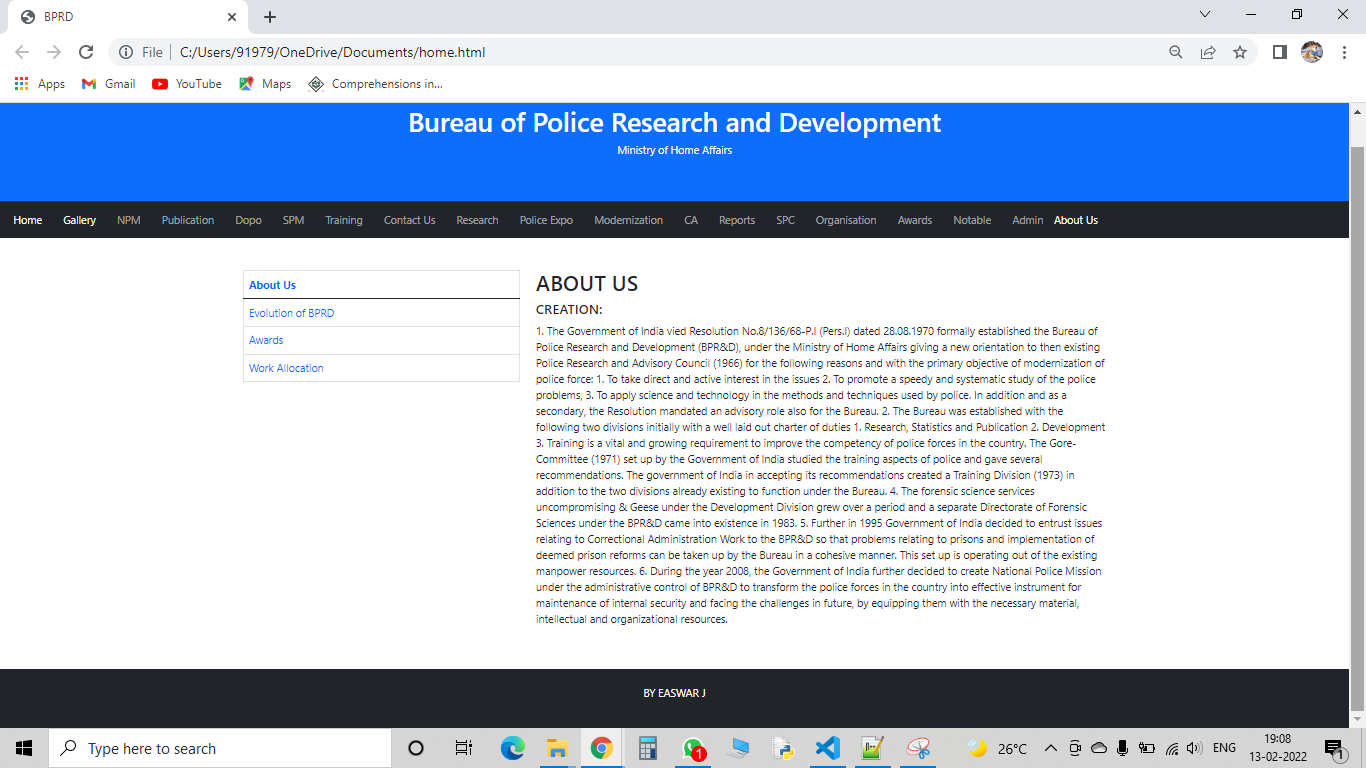 BPRD
File
C:/Users/91979/OneDrive/Documents/home.html
Apps Gmail YouTube Maps Comprehensions in...
Bureau of Police Research and Development
Ministry of Home Affairs
Home Gallery NPM Publication Dopo SPM Training Contact Us Research Police Expo Modernization CA Reports SPC Organisation Awards Notable Admin About Us
About Us
Evolution of BPRD
Awards
Work Allocation
ABOUT US
CREATION:
1. The Government of India vied Resolution No.8/136/68-P.I (Pers.I) dated 28.08.1970 formally established the Bureau of
Police Research and Development (BPR&D), under the Ministry of Home Affairs giving a new orientation to then existing
Police Research and Advisory Council (1966) for the following reasons and with the primary objective of modernization of
police force: 1. To take direct and active interest in the issues 2. To promote a speedy and systematic study of the police
problems, 3. To apply science and technology in the methods and techniques used by police. In addition and as a
secondary, the Resolution mandated an advisory role also for the Bureau. 2. The Bureau was established with the
following two divisions initially with a well laid out charter of duties 1. Research, Statistics and Publication 2. Development
3. Training is a vital and growing requirement to improve the competency of police forces in the country. The Gore-
Committee (1971) set up by the Government of India studied the training aspects of police and gave several
recommendations. The government of India in accepting its recommendations created a Training Division (1973) in
addition to the two divisions already existing to function under the Bureau. 4. The forensic science services
uncompromising & Geese under the Development Division grew over a period and a separate Directorate of Forensic
Sciences under the BPR&D came into existence in 1983. 5. Further in 1995 Government of India decided to entrust issues
relating to Correctional Administration Work to the BPR&D so that problems relating to prisons and implementation of
deemed prison reforms can be taken up by the Bureau in a cohesive manner. This set up is operating out of the existing
manpower resources. 6. During the year 2008, the Government of India further decided to create National Police Mission
under the administrative control of BPR&D to transform the police forces in the country into effective instrument for
maintenance of internal security and facing the challenges in future, by equipping them with the necessary material,
intellectual and organizational resources.
BY EASWAR J
Type here to search
1
26°C
ENG
19:08
13-02-2022
1